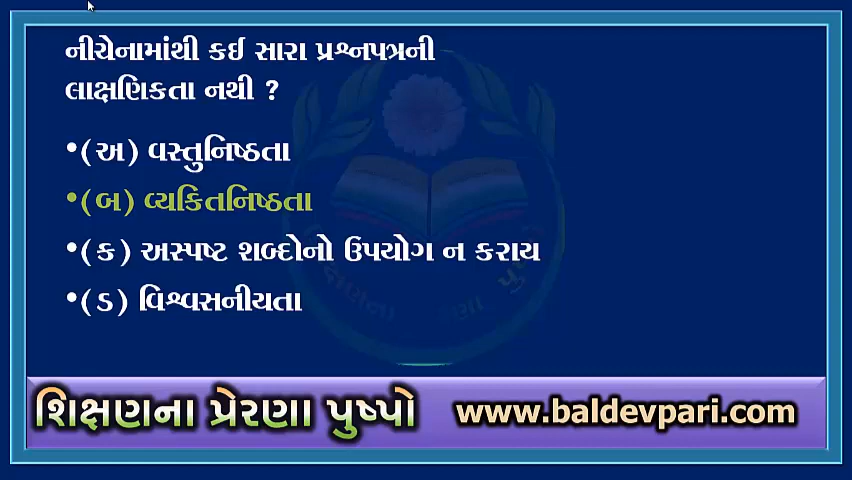 નીચેનામાંથી કઈ સારા પ્રશ્નપત્રની
લાક્ષણિકતા નથી ?
•(અ) વસ્તુનિષ્ઠતા
•(બ) વ્યકિતનિષ્ઠતા
•(ક) અસ્પષ્ટ શબ્દોનો ઉપયોગ ન કરાય
•(ડ) વિશ્વસનીયતા
શિક્ષણના પ્રેરણા પુષ્પો www.baldevpari.com